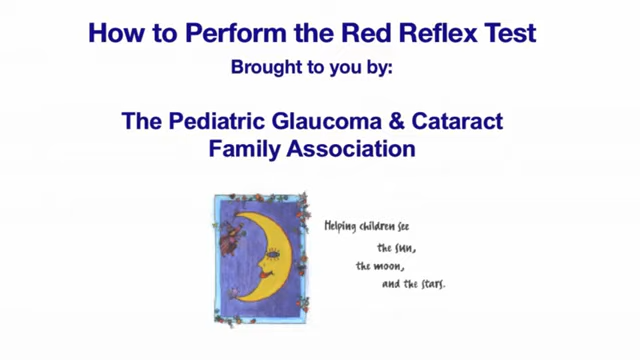 How to Perform the Red Reflex Test
Brought to you by:
The Pediatric Glaucoma & Cataract
Family Association
Helping children see
the sun,
the moon,
and the stars.